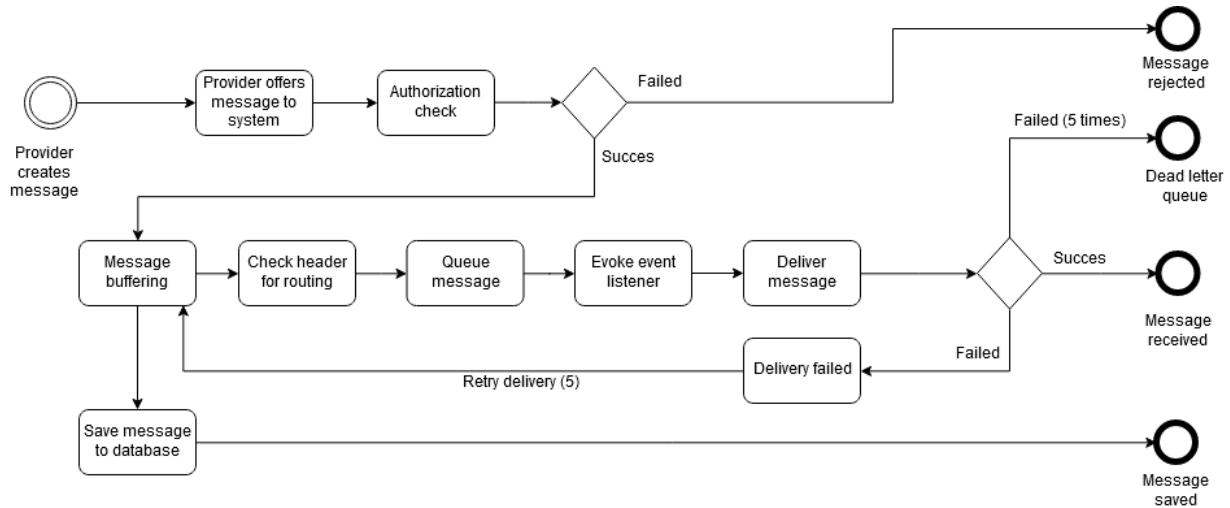 Provider
creates
message
Provider offers
message to
system
Authorization
check
Failed
Succes
Message
rejected
Failed (5 times)
Dead letter
queue
Message
buffering
Check header
for routing
Queue
message
Evoke event
listener
Deliver
message
Succes
Message
received
Failed
Delivery failed
Retry delivery (5)
Save message
to database
Message
saved